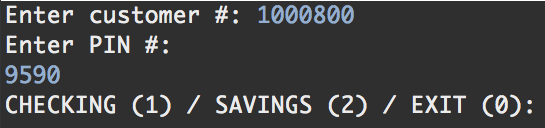 Enter customer #: 1000800
Enter PIN #:
9590
CHECKING (1) / SAVINGS (2) / EXIT (0):